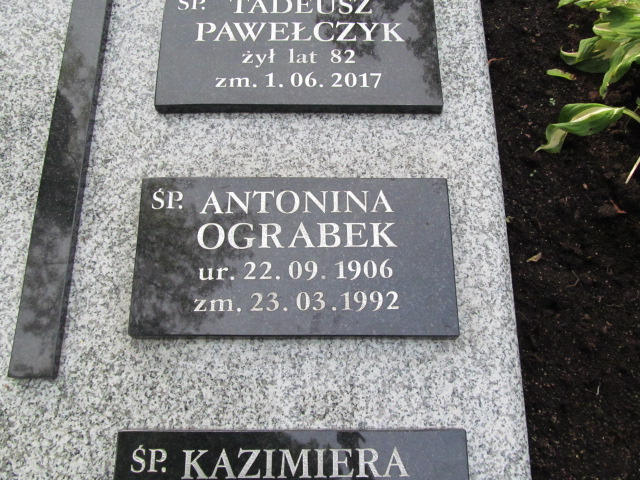 ŚP. TADEUSZ
PAWEŁCZYK
żył lat 82
zm. 1.06.2017
ŚP. ANTONINA
OGRABEK
ur. 22.09.1906
zm. 23.03.1992
ŚP. KAZIMIERA